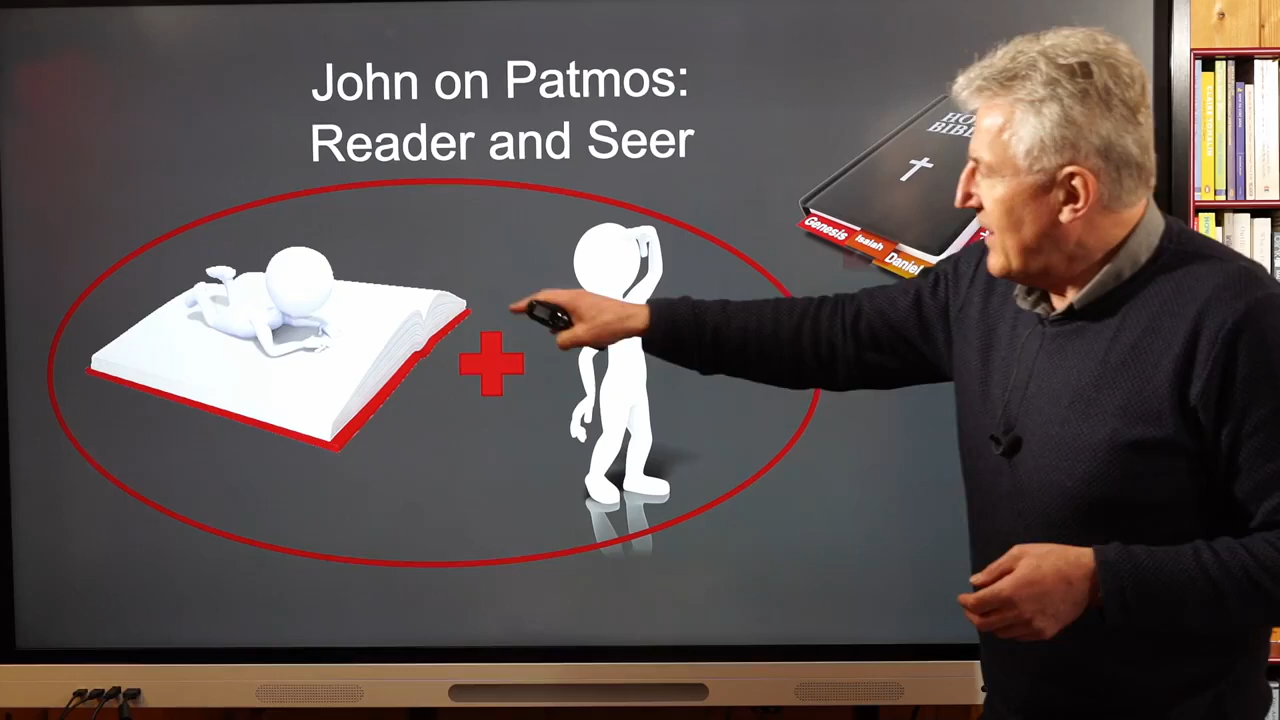 John on Patmos:
Reader and Seer
Genesis
Isaiah
Daniel